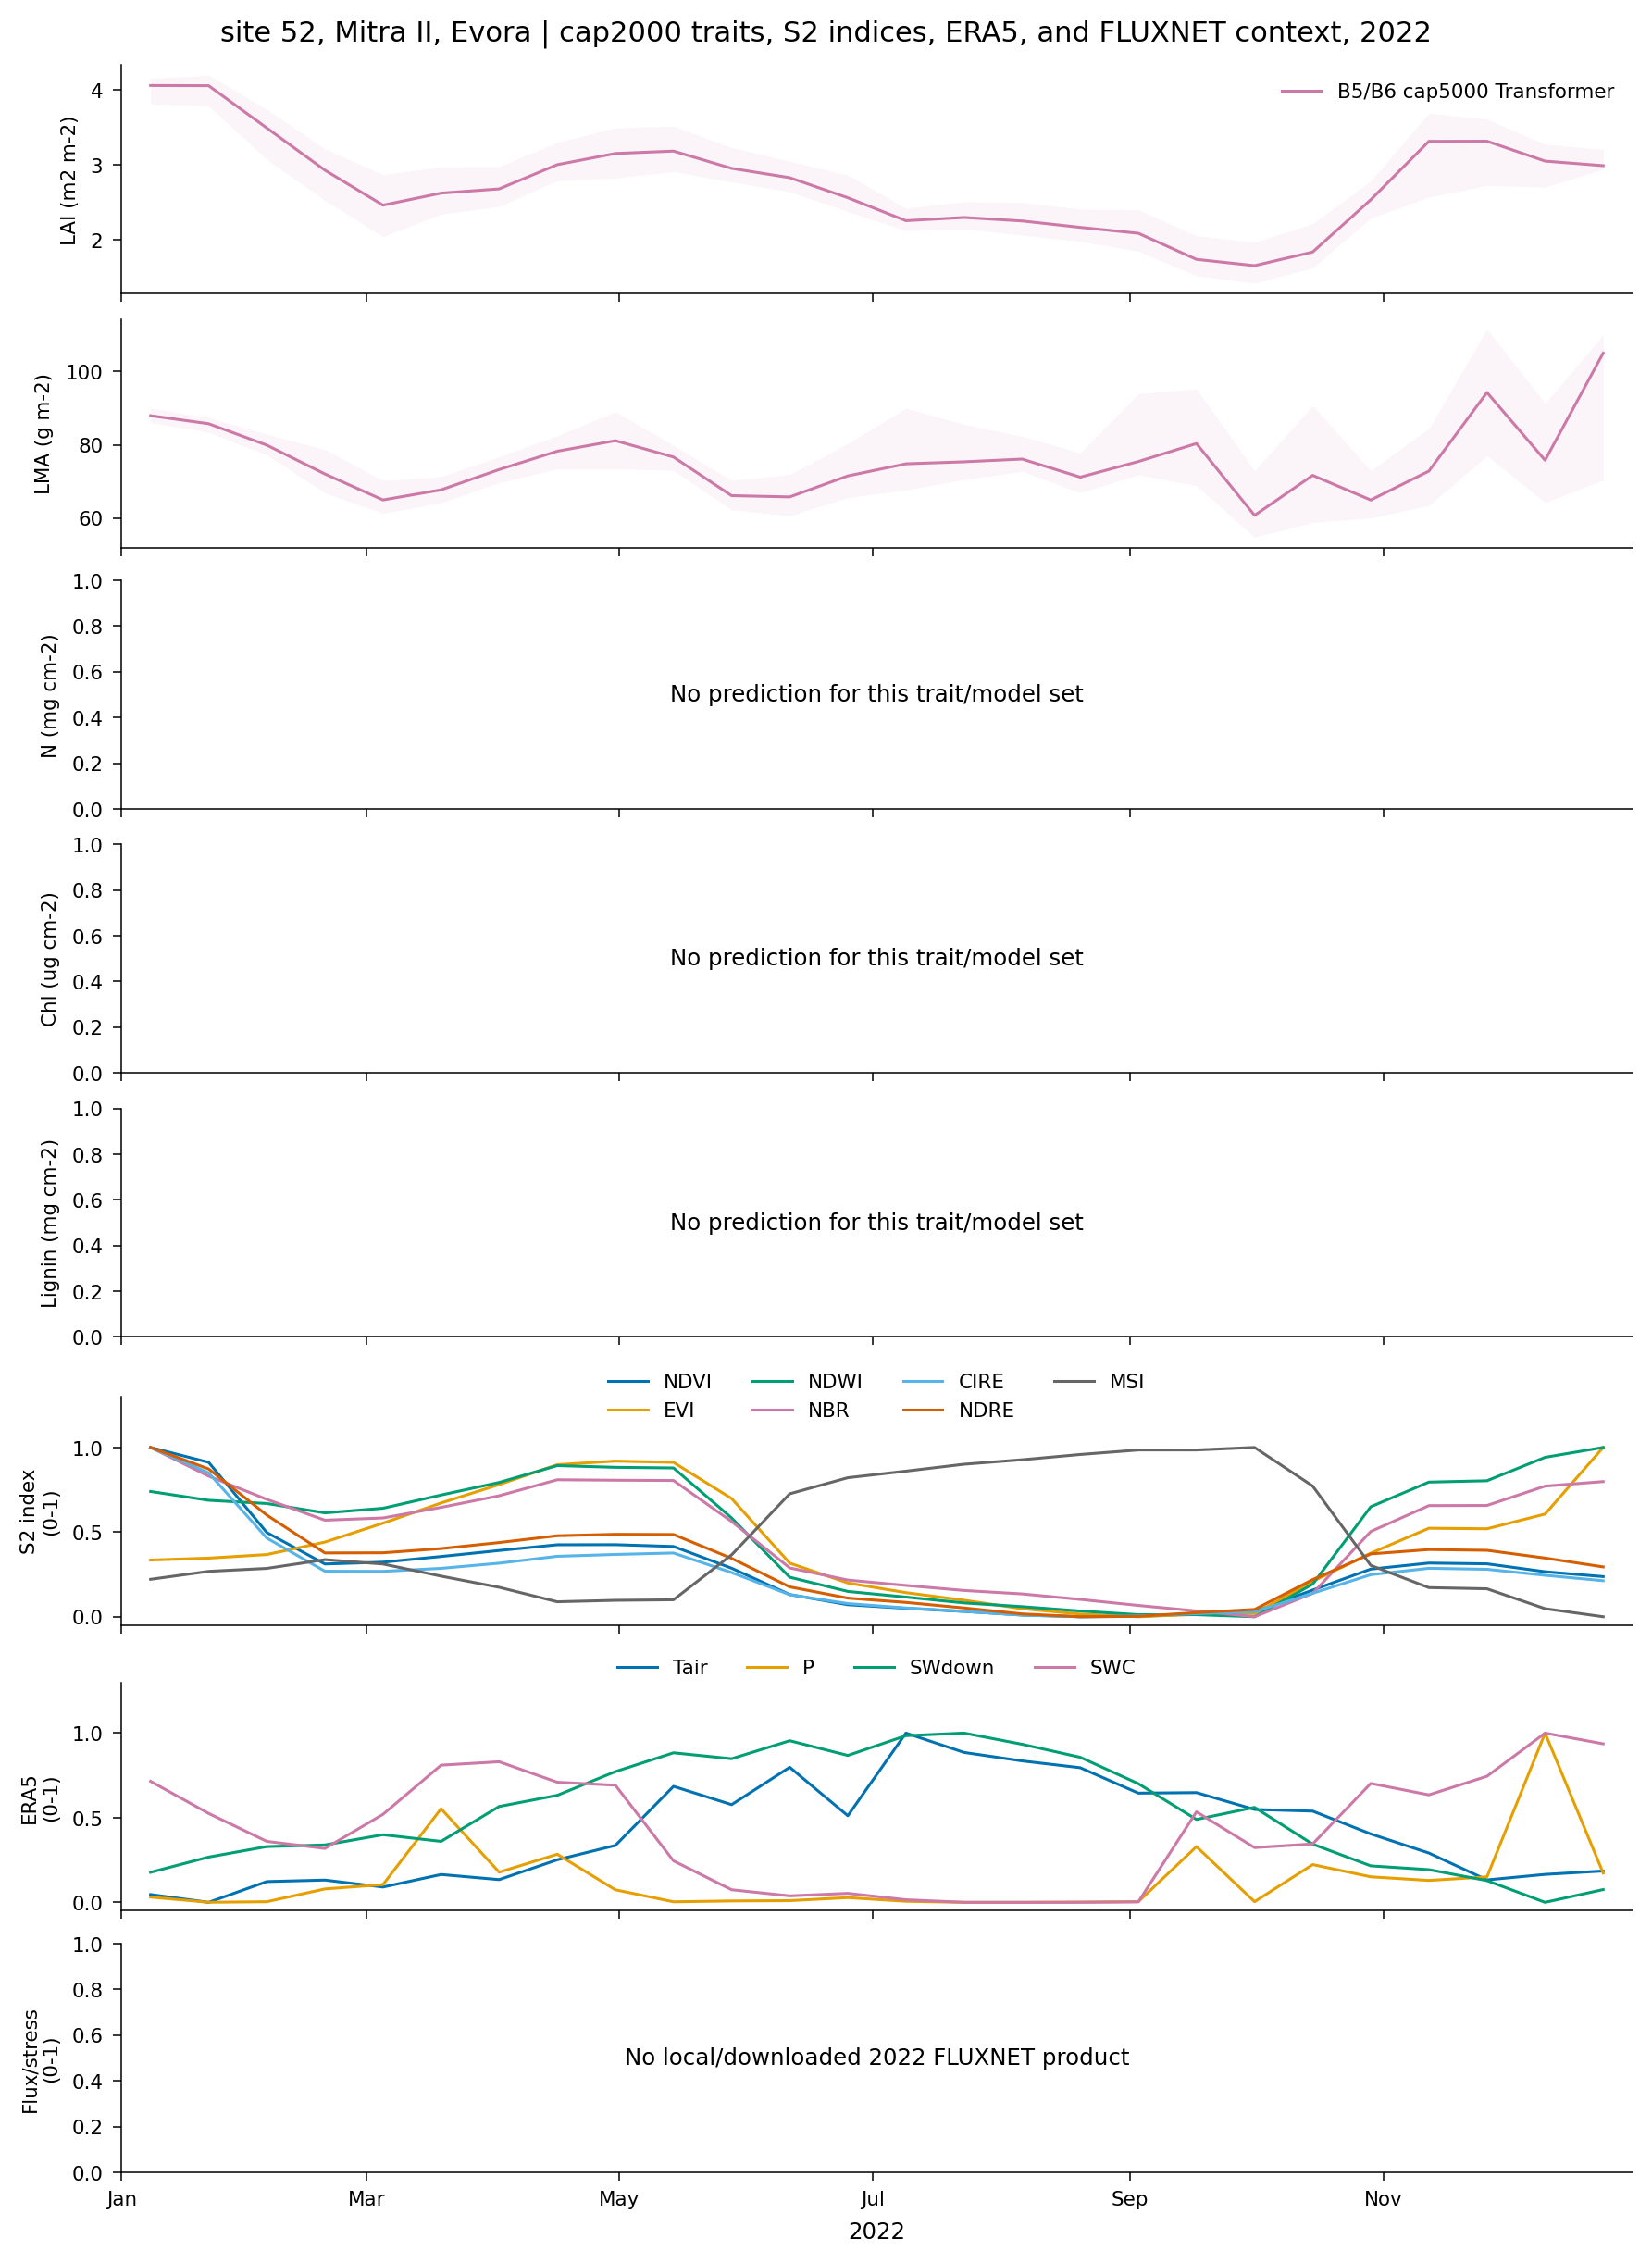 site 52, Mitra II, Evora | cap2000 traits, S2 indices, ERA5, and FLUXNET context, 2022
B5/B6 cap5000 Transformer
LAI (m2 m-2)
4
3
2
LMA (g m-2)
100
80
60
N (mg cm-2)
1.0
0.8
0.6
0.4
0.2
0.0
No prediction for this trait/model set
Chl (ug cm-2)
1.0
0.8
0.6
0.4
0.2
0.0
No prediction for this trait/model set
Lignin (mg cm-2)
1.0
0.8
0.6
0.4
0.2
0.0
No prediction for this trait/model set
NDVI NDWI CIRE MSI
EVI NBR NDRE
S2 index
(0-1)
1.0
0.5
0.0
Tair P SWdown SWC
ERA5
(0-1)
1.0
0.5
0.0
Flux/stress
(0-1)
1.0
0.8
0.6
0.4
0.2
0.0
No local/downloaded 2022 FLUXNET product
Jan Mar May Jul Sep Nov
2022